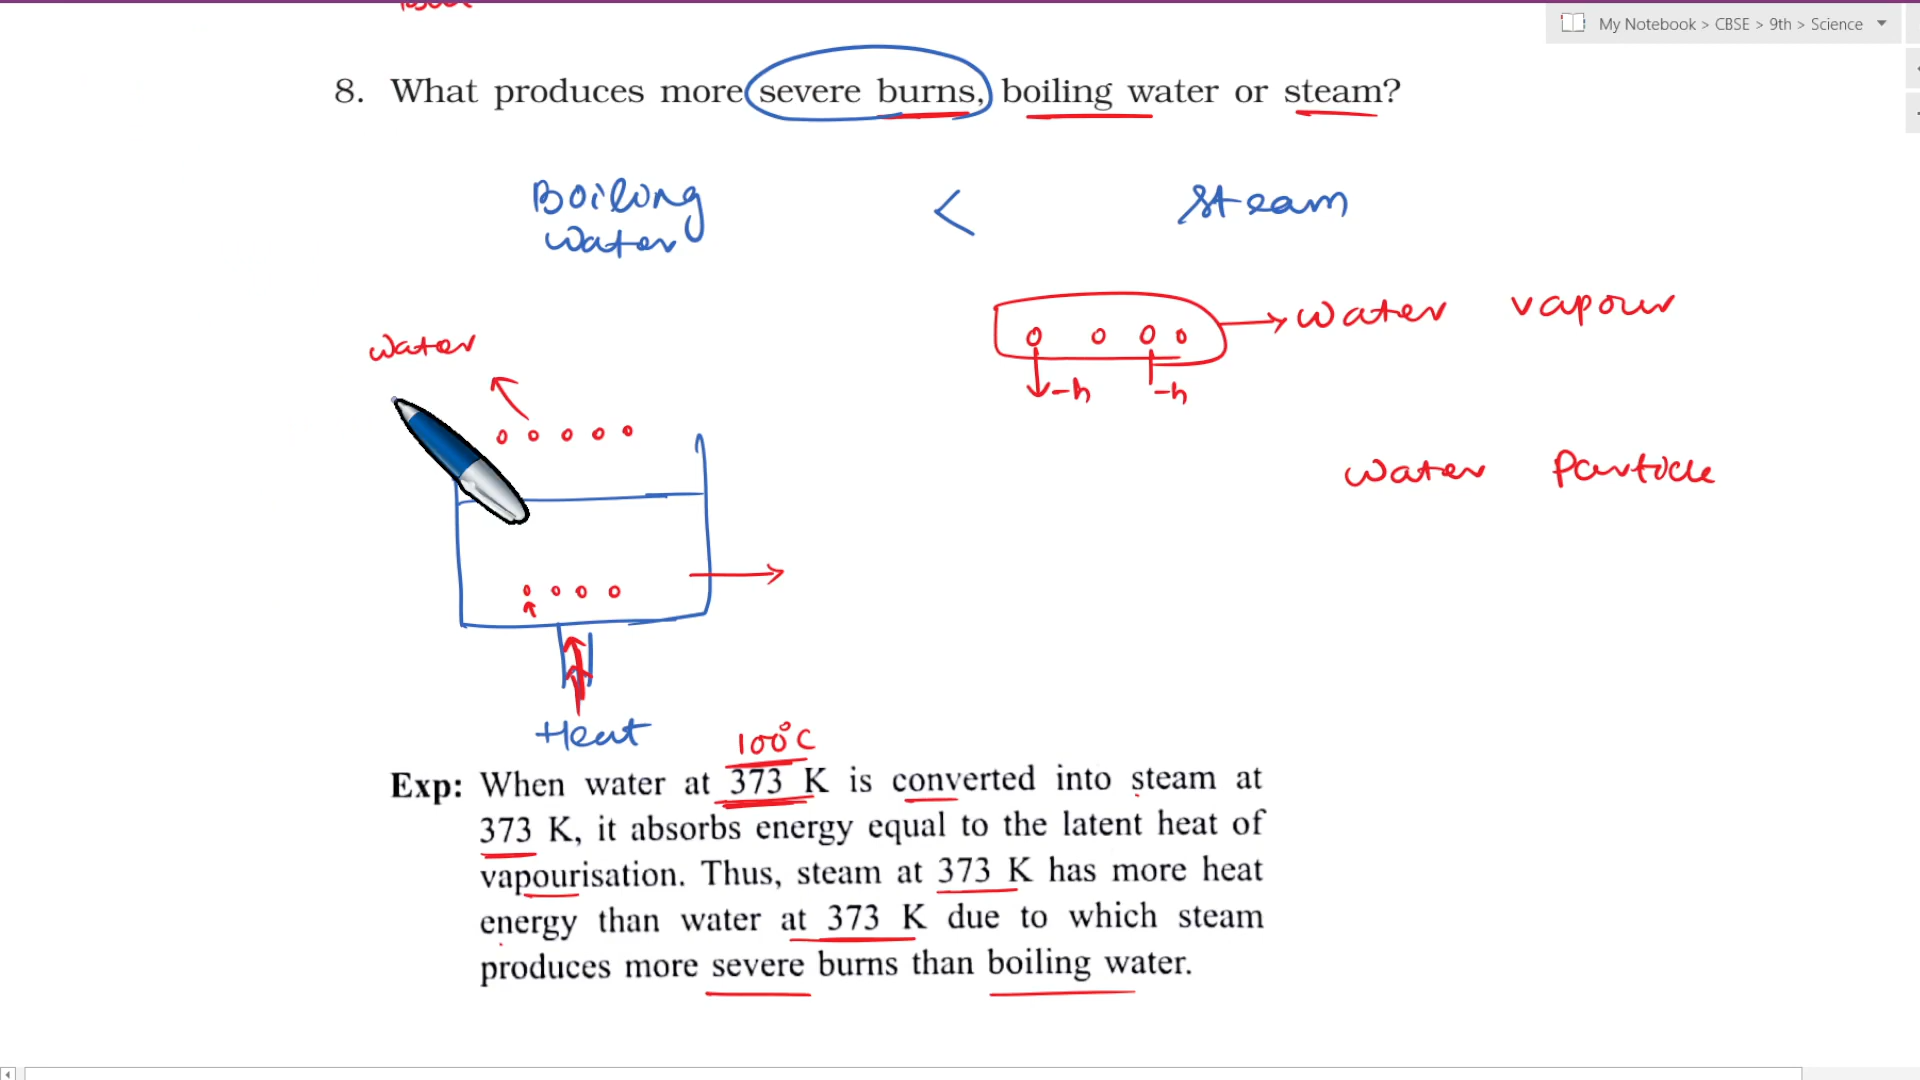 My Notebook > CBSE > 9th > Science
8. What produces more severe burns, boiling water or steam?
Boiling < steam
water
water vapour
water
-h -h
water Particle
Heat
100°C
Exp: When water at 373 K is converted into steam at
373 K, it absorbs energy equal to the latent heat of
vapourisation. Thus, steam at 373 K has more heat
energy than water at 373 K due to which steam
produces more severe burns than boiling water.